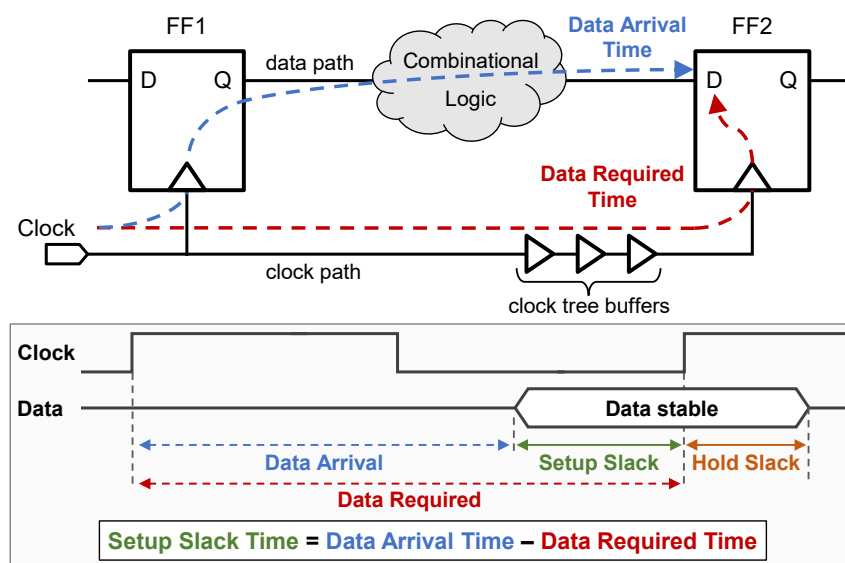 FF1
FF2
Data Arrival
Time
data path
Combinational
Logic
D
Q
D
Q
Data Required
Time
Clock
clock path
clock tree buffers
Clock
Data
Data stable
Data Arrival
Setup Slack
Hold Slack
Data Required
Setup Slack Time = Data Arrival Time – Data Required Time